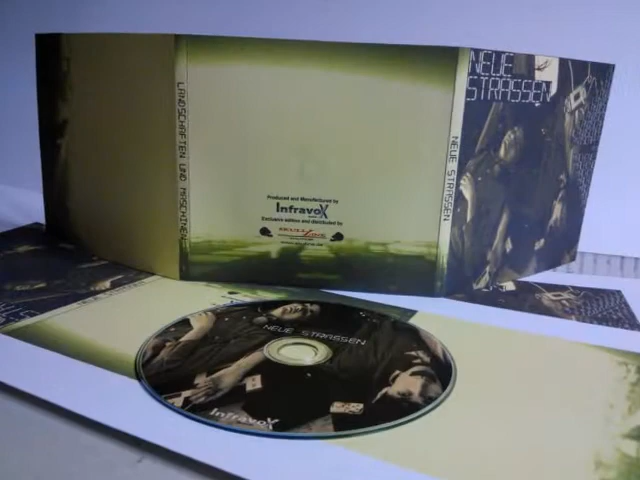 NEUE
STRASSEN
LANDSCHAFTEN UND MASCHINEN
NEUE STRASSEN
Produced and Manufactured by
InfravoX
Exclusive edition and distributed by
NEUE STRASSEN
InfravoX